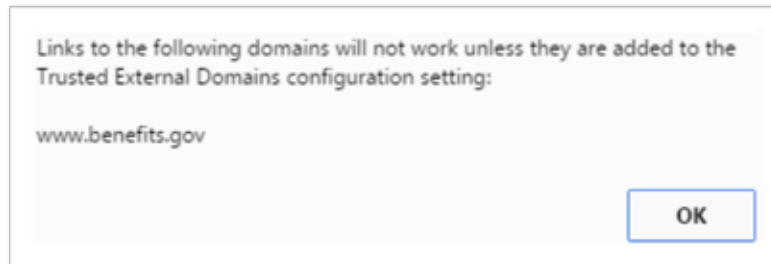 Links to the following domains will not work unless they are added to the
Trusted External Domains configuration setting:
www.benefits.gov
OK